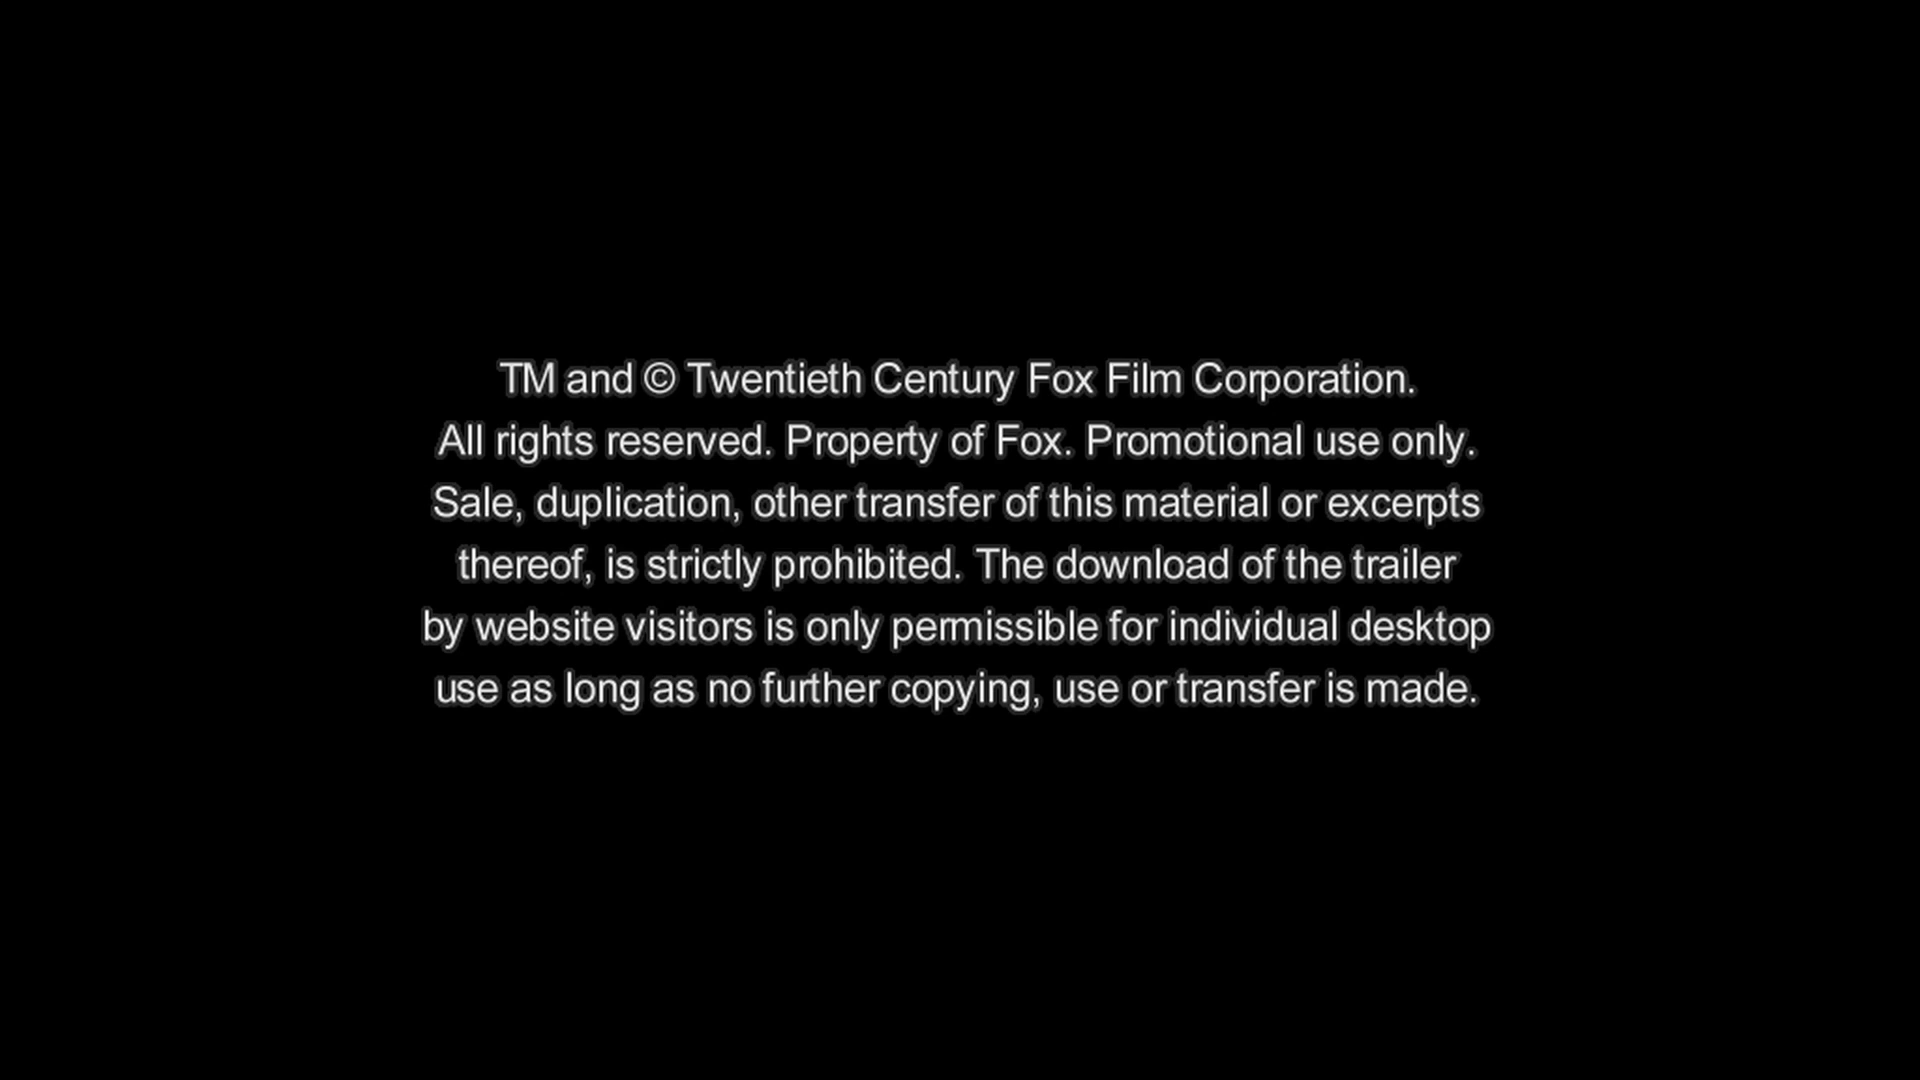 TM and © Twentieth Century Fox Film Corporation.
All rights reserved. Property of Fox. Promotional use only.
Sale, duplication, other transfer of this material or excerpts
thereof, is strictly prohibited. The download of the trailer
by website visitors is only permissible for individual desktop
use as long as no further copying, use or transfer is made.